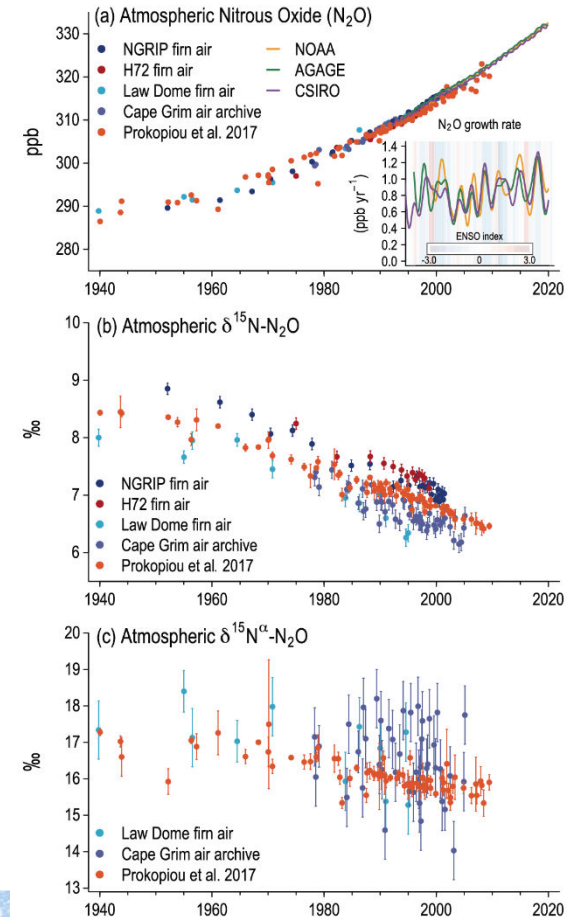 (a) Atmospheric Nitrous Oxide (N₂O)
330
320
310
300
290
280
ppb
NGRIP firn air
H72 firn air
Law Dome firn air
Cape Grim air archive
Prokopiou et al. 2017
NOAA
AGAGE
CSIRO
N₂O growth rate
1.4
1.2
1.0
0.8
0.6
0.4
0.2
0.0
(ppb yr⁻¹)
ENSO index
-3.0 0 3.0
1940 1960 1980 2000 2020
1940 1960 1980 2000 2020
(b) Atmospheric δ¹⁵N-N₂O
10
9
8
7
6
‰
NGRIP firn air
H72 firn air
Law Dome firn air
Cape Grim air archive
Prokopiou et al. 2017
1940 1960 1980 2000 2020
(c) Atmospheric δ¹⁵Nᵅ-N₂O
20
19
18
17
16
15
14
13
‰
Law Dome firn air
Cape Grim air archive
Prokopiou et al. 2017
1940 1960 1980 2000 2020